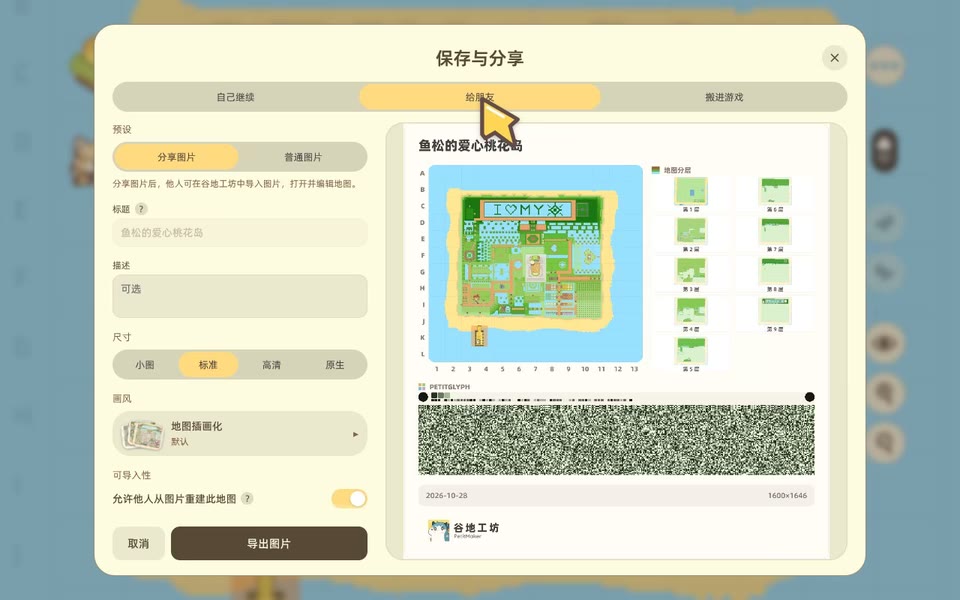 保存与分享
自己继续
给朋友
搬进游戏
预设
分享图片
普通图片
分享图片后，他人可在谷地工坊中导入图片，打开并编辑地图。
标题 ?
鱼松的爱心桃花岛
描述
可选
尺寸
小图
标准
高清
原生
画风
地图插画化
默认
可导入性
允许他人从图片重建此地图 ?
取消
导出图片
鱼松的爱心桃花岛
A
B
C
D
E
F
G
H
I
J
K
L
I♡MY
1 2 3 4 5 6 7 8 9 10 11 12 13
地图分层
第1层
第6层
第2层
第7层
第3层
第8层
第4层
第9层
第5层
PETITGLYPH
2026-10-28
1600×1646
谷地工坊
PetitMaker